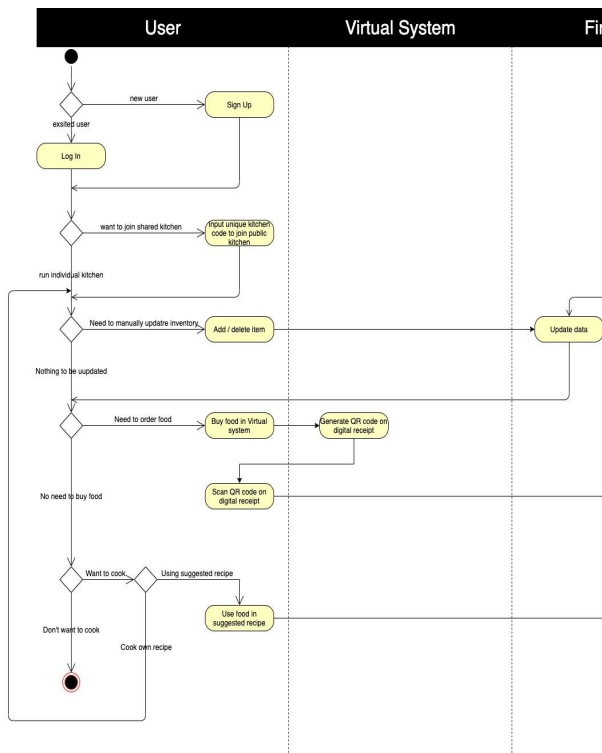 User
Virtual System
Fir
new user
Sign Up
exsited user
Log In
want to join shared kitchen
Input unique kitchen
code to join public
kitchen
run individual kitchen
Need to manually updatre inventory
Add / delete item
Update data
Nothing to be uupdated
Need to order food
Buy food in Virtual
system
Generate QR code on
digital receipt
No need to buy food
Scan QR code on
digital receipt
Want to cook
Using suggested recipe
Use food in
suggested recipe
Don't want to cook
Cook own recipe